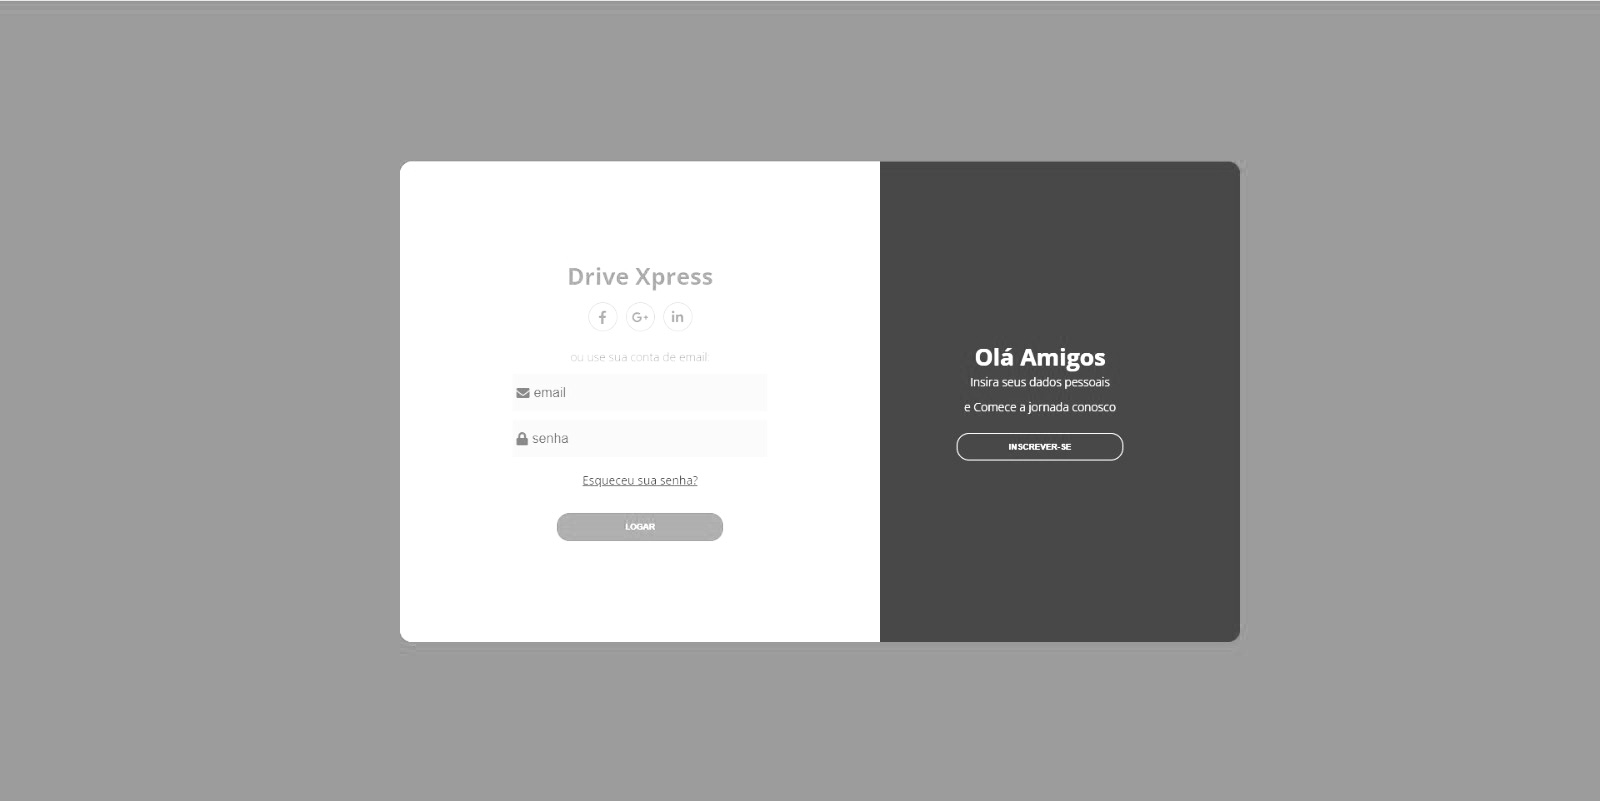 Drive Xpress
G+
in
ou use sua conta de email:
email
senha
Esqueceu sua senha?
LOGAR
Olá Amigos
Insira seus dados pessoais
e Comece a jornada conosco
INSCREVER-SE